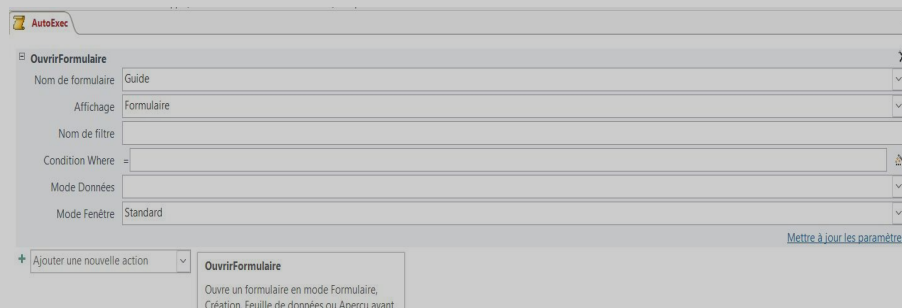 AutoExec
OuvrirFormulaire
Nom de formulaire Guide
Affichage Formulaire
Nom de filtre
Condition Where =
Mode Données
Mode Fenêtre Standard
Mettre à jour les paramètre
Ajouter une nouvelle action
OuvrirFormulaire
Ouvre un formulaire en mode Formulaire,
Création, Feuille de données ou Aperçu avant